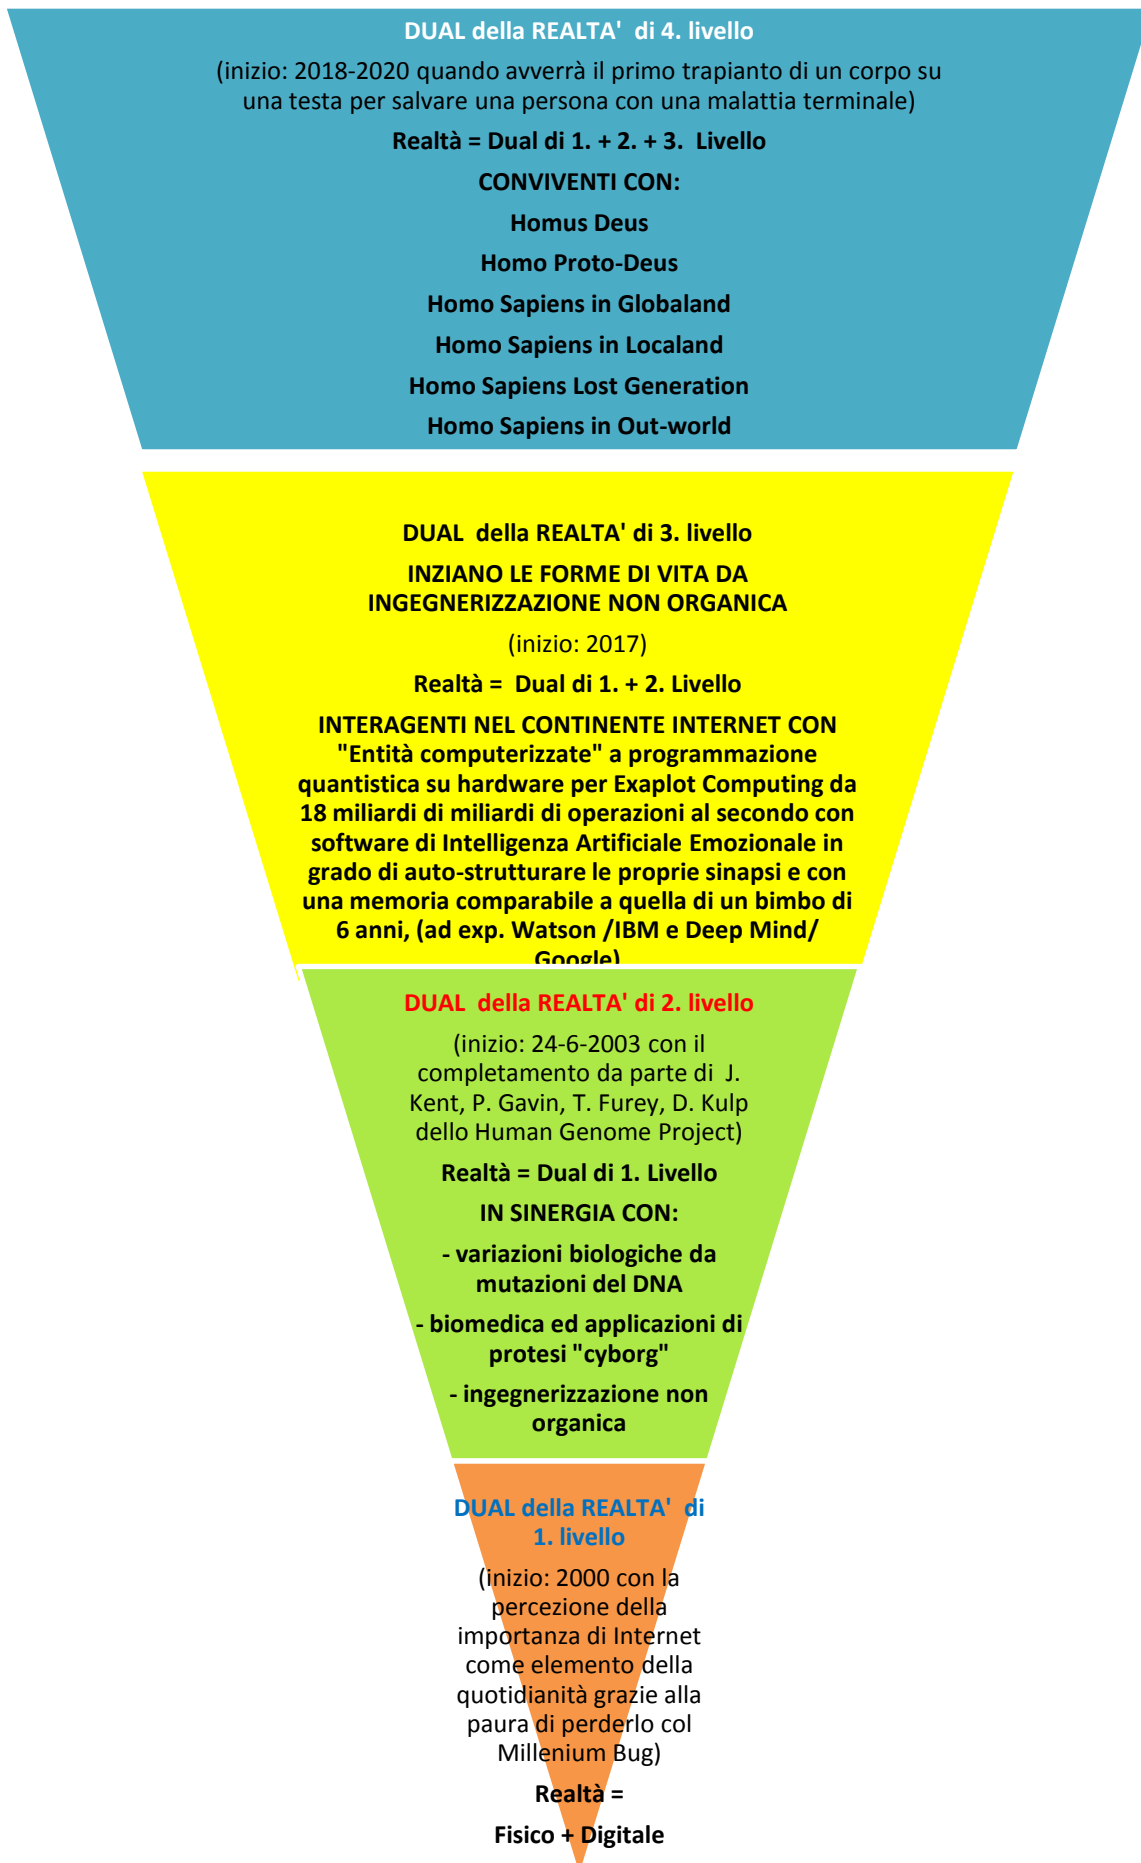 DUAL della REALTA' di 4. livello
(inizio: 2018-2020 quando avverrà il primo trapianto di un corpo su
una testa per salvare una persona con una malattia terminale)
Realtà = Dual di 1. + 2. + 3. Livello
CONVIVENTI CON:
Homus Deus
Homo Proto-Deus
Homo Sapiens in Globaland
Homo Sapiens in Localand
Homo Sapiens Lost Generation
Homo Sapiens in Out-world
DUAL della REALTA' di 3. livello
INZIANO LE FORME DI VITA DA
INGEGNERIZZAZIONE NON ORGANICA
(inizio: 2017)
Realtà = Dual di 1. + 2. Livello
INTERAGENTI NEL CONTINENTE INTERNET CON
"Entità computerizzate" a programmazione
quantistica su hardware per Exaplot Computing da
18 miliardi di miliardi di operazioni al secondo con
software di Intelligenza Artificiale Emozionale in
grado di auto-strutturare le proprie sinapsi e con
una memoria comparabile a quella di un bimbo di
6 anni, (ad exp. Watson /IBM e Deep Mind/
Google)
DUAL della REALTA' di 2. livello
(inizio: 24-6-2003 con il
completamento da parte di J.
Kent, P. Gavin, T. Furey, D. Kulp
dello Human Genome Project)
Realtà = Dual di 1. Livello
IN SINERGIA CON:
- variazioni biologiche da
mutazioni del DNA
- biomedica ed applicazioni di
protesi "cyborg"
- ingegnerizzazione non
organica
DUAL della REALTA' di
1. livello
(inizio: 2000 con la
percezione della
importanza di Internet
come elemento della
quotidianità grazie alla
paura di perderlo col
Millenium Bug)
Realtà =
Fisico + Digitale